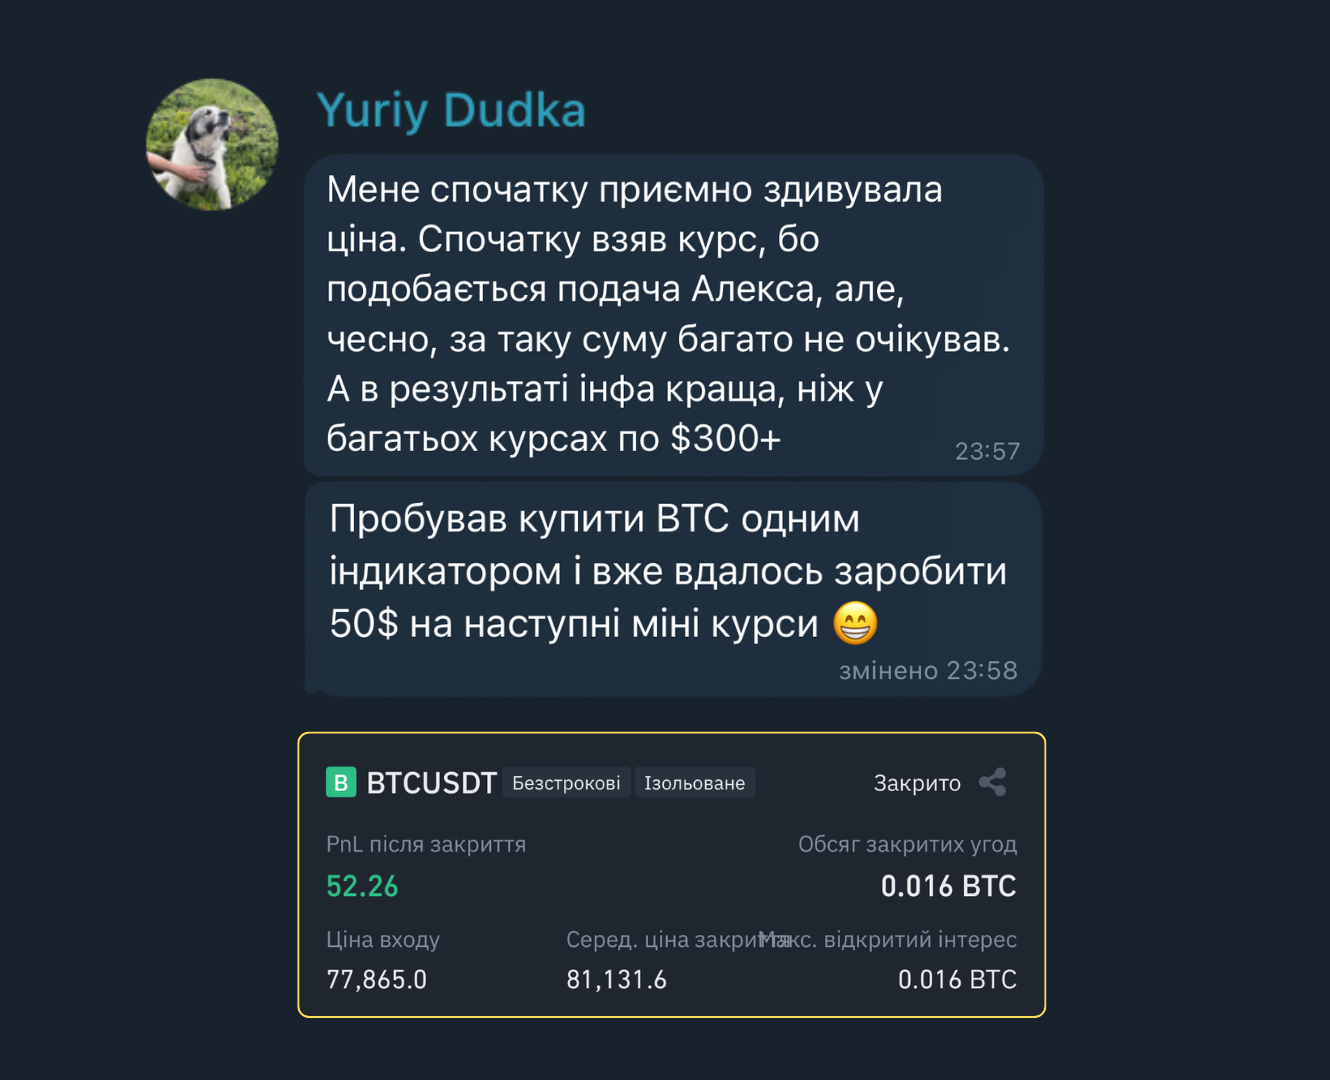 Yuriy Dudka
Мене спочатку приємно здивувала
ціна. Спочатку взяв курс, бо
подобається подача Алекса, але,
чесно, за таку суму багато не очікував.
А в результаті інфа краща, ніж у
багатьох курсах по $300+
23:57
Пробував купити BTC одним
індикатором і вже вдалось заробити
50$ на наступні міні курси 😁
змінено 23:58
B BTCUSDT Безстрокові Ізольоване Закрито
PnL після закриття Обсяг закритих угод
52.26 0.016 BTC
Ціна входу Серед. ціна закриття Макс. відкритий інтерес
77,865.0 81,131.6 0.016 BTC